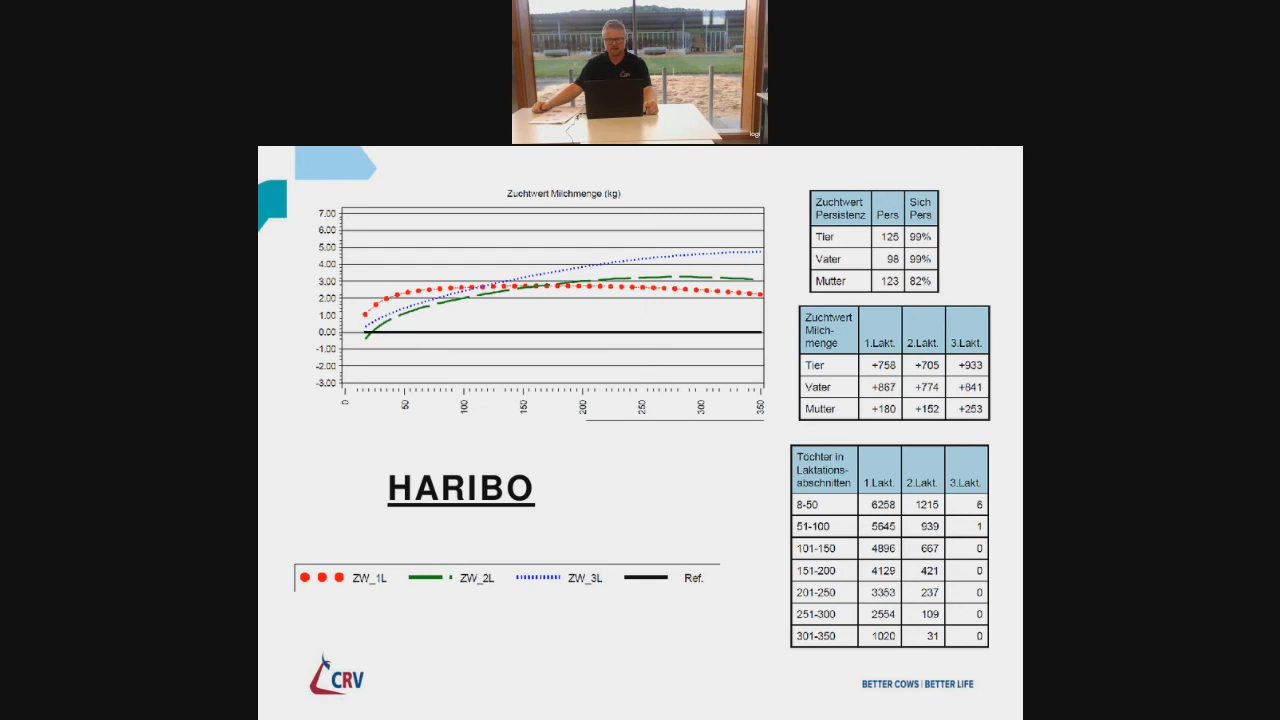 logi
Zuchtwert Milchmenge (kg)
7.00
6.00
5.00
4.00
3.00
2.00
1.00
0.00
-1.00
-2.00
-3.00
0 50 100 150 200 250 300 350
Zuchtwert Persistenz Pers Sich Pers
Tier 125 99%
Vater 98 99%
Mutter 123 82%
Zuchtwert Milch- menge 1.Lakt. 2.Lakt. 3.Lakt.
Tier +758 +705 +933
Vater +867 +774 +841
Mutter +180 +152 +253
HARIBO
Töchter in Laktations- abschnitten 1.Lakt. 2.Lakt. 3.Lakt.
8-50 6258 1215 6
51-100 5645 939 1
101-150 4896 667 0
151-200 4129 421 0
201-250 3353 237 0
251-300 2554 109 0
301-350 1020 31 0
ZW_1L ZW_2L ZW_3L Ref.
CRV
BETTER COWS | BETTER LIFE